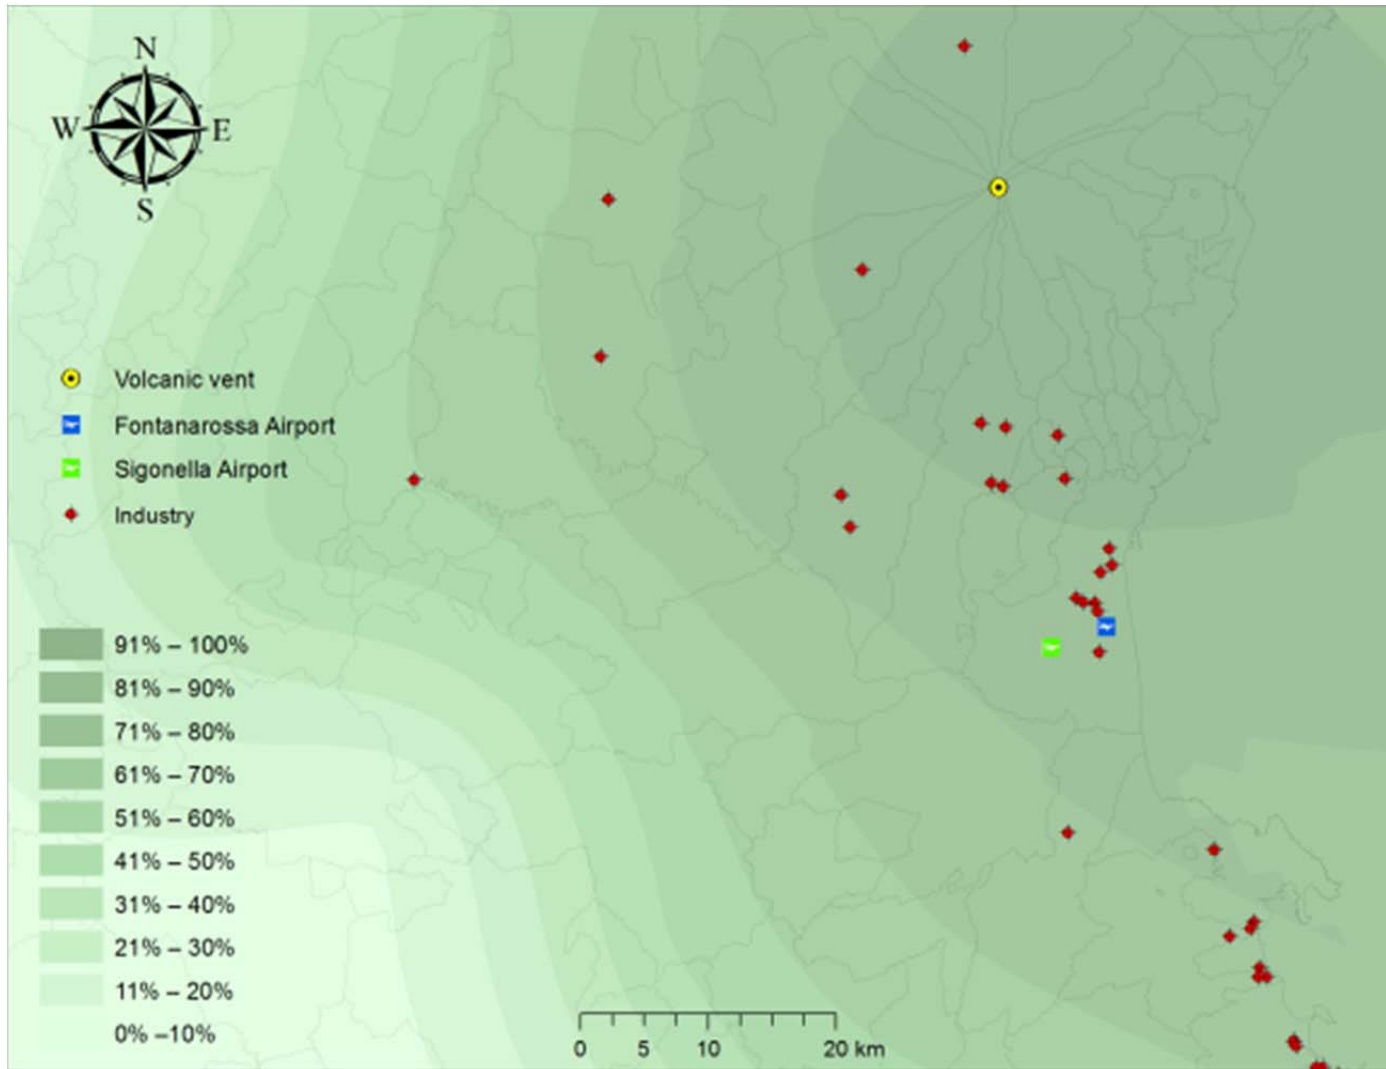 N
W E
S
Volcanic vent
Fontanarossa Airport
Sigonella Airport
Industry
91% – 100%
81% – 90%
71% – 80%
61% – 70%
51% – 60%
41% – 50%
31% – 40%
21% – 30%
11% – 20%
0% –10%
0 5 10 20 km